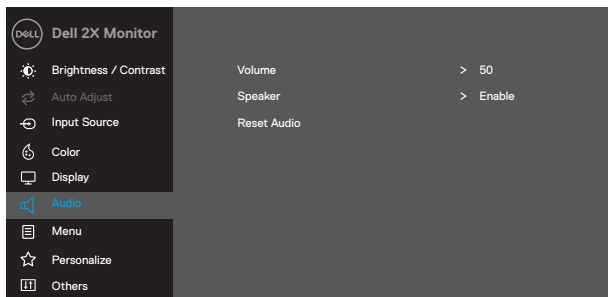 DELL
Dell 2X Monitor
Brightness / Contrast
Volume > 50
Auto Adjust
Speaker > Enable
Input Source
Reset Audio
Color
Display
Audio
Menu
Personalize
Others